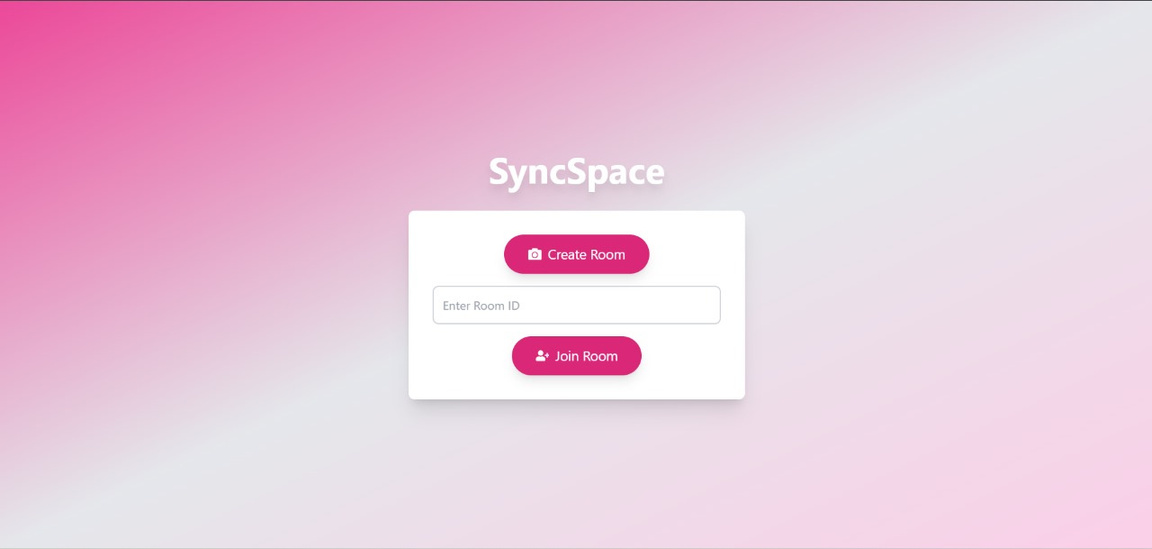 SyncSpace
Create Room
Enter Room ID
Join Room